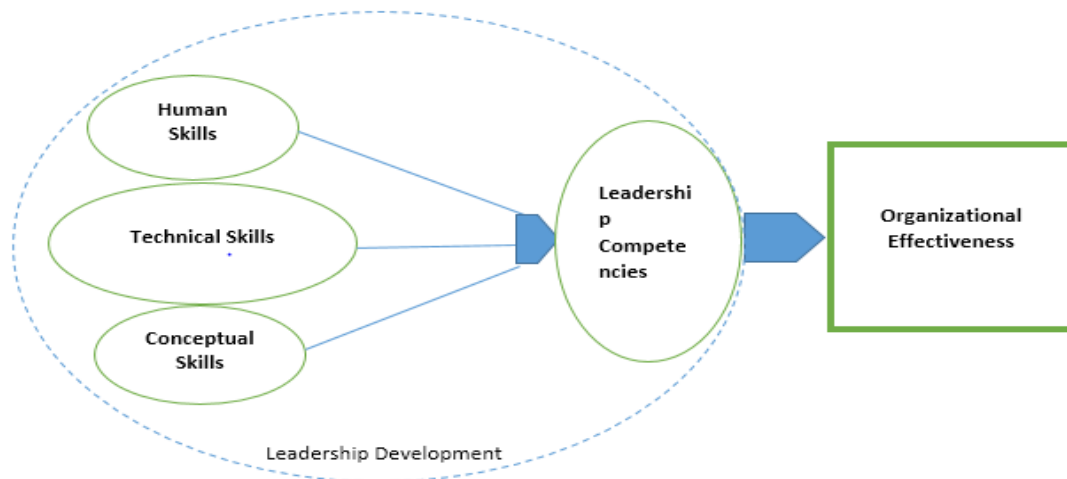 Human
Skills
Technical Skills
Conceptual
Skills
Leadershi
p
Compete
ncies
Organizational
Effectiveness
Leadership Development